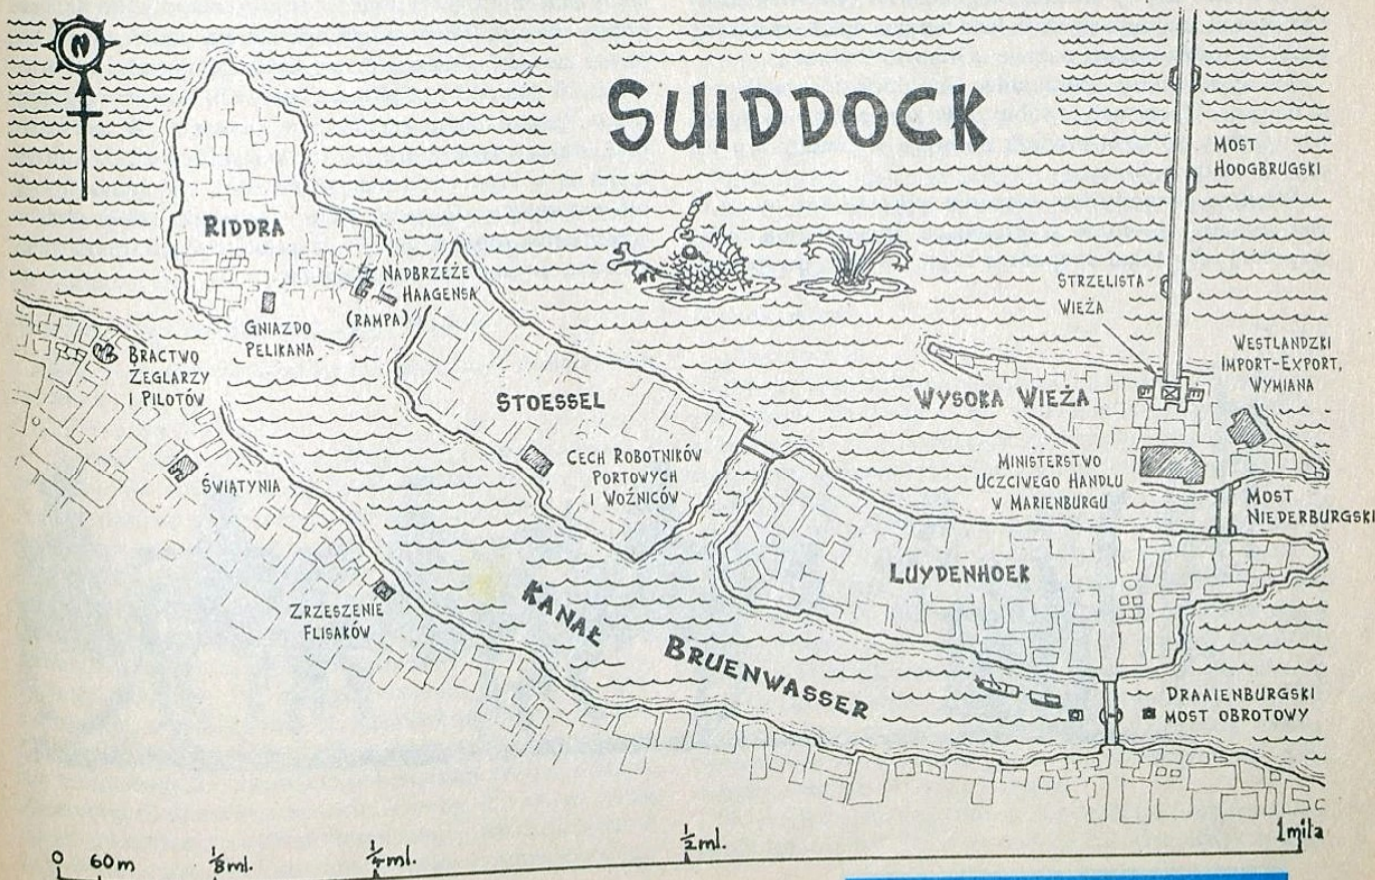 N
SUIDDOCK
MOST
HOOGBRUGSKI
RIDDRA
NADBRZEŻE
HAAGENSA
(RAMPA)
GNIAZDO
PELIKANA
STRZELISTA
WIEŻA
WESTLANDZKI
IMPORT-EXPORT,
WYMIANA
BRACTWO
ŻEGLARZY
I PILOTÓW
STOESSEL
WYSOKA WIEŻA
CECH ROBOTNIKÓW
PORTOWYCH
I WOŹNICÓW
MINISTERSTWO
UCZCIWEGO HANDLU
W MARIENBURGU
ŚWIĄTYNIA
MOST
NIEDERBURGSKI
LUYDENHOEK
ZRZESZENIE
FLISAKÓW
KANAŁ
BRUENWASSER
DRAAIENBURGSKI
MOST OBROTOWY
0 60m 1/8ml. 1/4ml. 1/2ml. 1mila